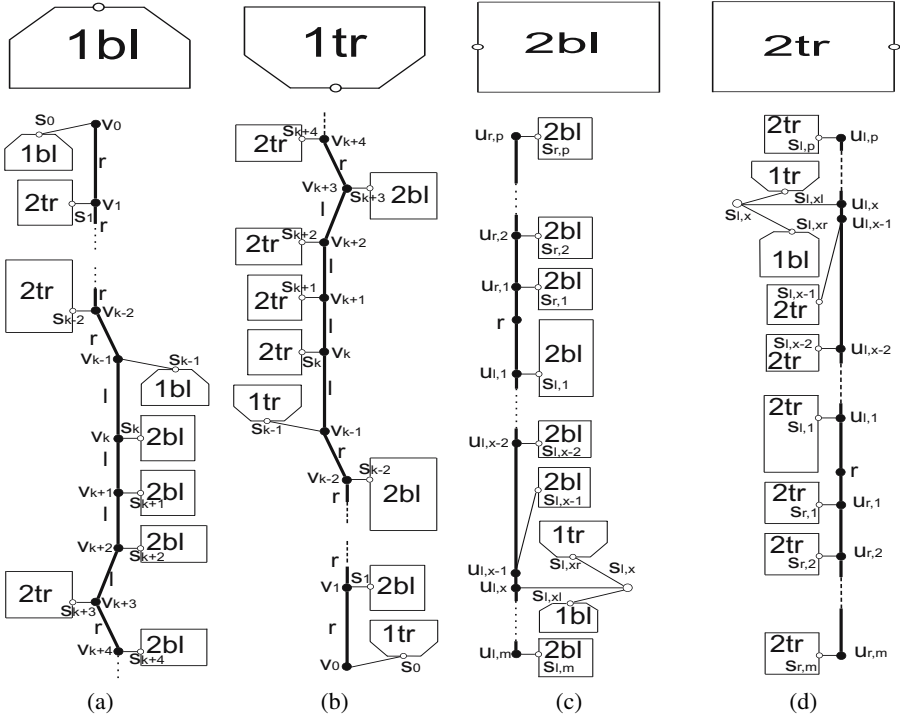 1bl
1tr
2bl
2tr
s0
v0
1bl
r
2tr
s1
v1
r
r
2tr
sk-2
vk-2
r
vk-1
sk-1
1bl
l
sk
vk
2bl
l
vk+1
sk+1
2bl
l
vk+2
sk+2
2bl
l
2tr
sk+3
vk+3
r
vk+4
sk+4
2bl
(a)
sk+4
vk+4
2tr
r
vk+3
sk+3
2bl
l
sk+2
vk+2
2tr
l
sk+1
vk+1
2tr
l
2tr
sk
vk
l
1tr
sk-1
vk-1
r
vk-2
sk-2
r
2bl
r
v1
s1
2bl
r
1tr
v0
s0
(b)
ur,p
2bl
sr,p
ur,2
2bl
sr,2
ur,1
2bl
sr,1
r
2bl
ul,1
sl,1
ul,x-2
2bl
sl,x-2
2bl
sl,x-1
1tr
sl,xr
sl,x
ul,x-1
ul,x
sl,xl
1bl
ul,m
2bl
sl,m
(c)
2tr
sl,p
ul,p
1tr
sl,xl
sl,x
ul,x
sl,xr
ul,x-1
1bl
sl,x-1
2tr
sl,x-2
2tr
ul,x-2
2tr
sl,1
ul,1
r
2tr
sr,1
ur,1
2tr
sr,2
ur,2
2tr
sr,m
ur,m
(d)